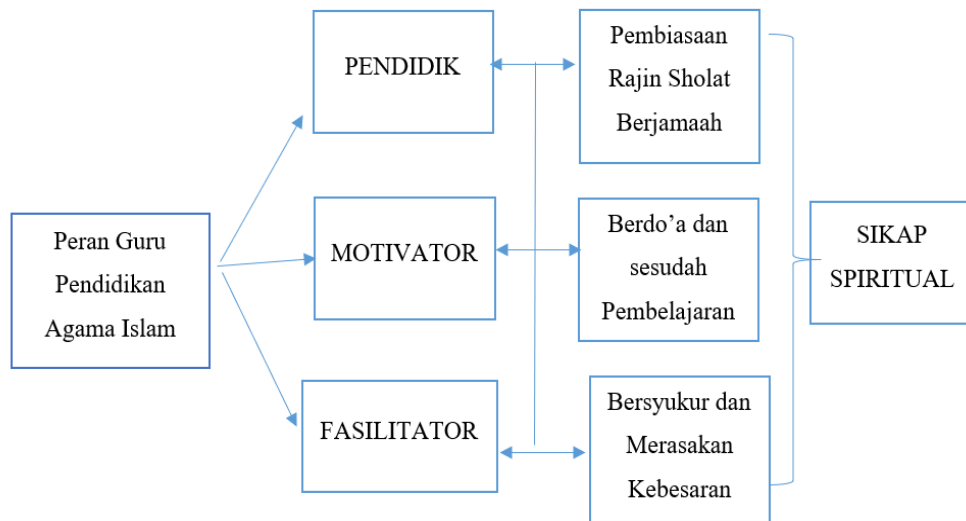 Peran Guru
Pendidikan
Agama Islam
PENDIDIK
MOTIVATOR
FASILITATOR
Pembiasaan
Rajin Sholat
Berjamaah
Berdo’a dan
sesudah
Pembelajaran
Bersyukur dan
Merasakan
Kebesaran
SIKAP
SPIRITUAL